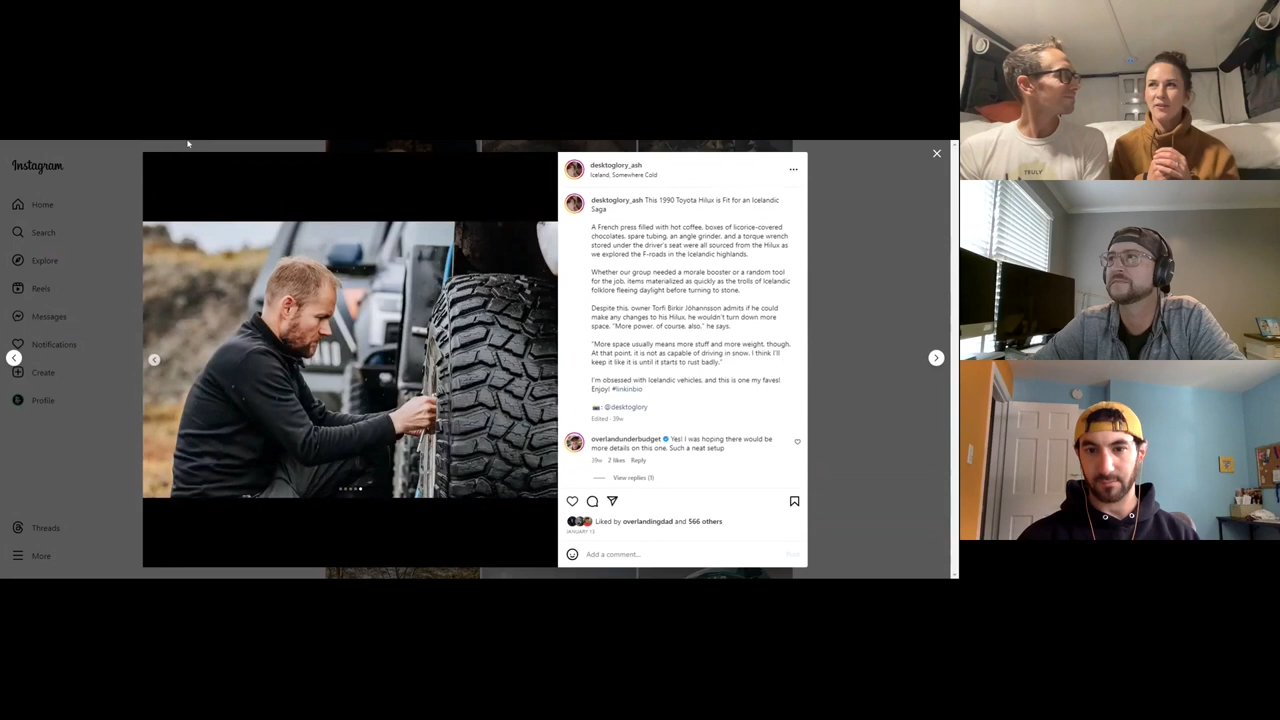 Instagram
Home
Search
Explore
Reels
Messages
Notifications
Create
Profile
Threads
More
desktoglory_ash
Iceland, Somewhere Cold
desktoglory_ash This 1990 Toyota Hilux is Fit for an Icelandic
Saga
A French press filled with hot coffee, boxes of licorice-covered
chocolates, spare tubing, an angle grinder, and a torque wrench
stored under the driver's seat were all sourced from the Hilux as
we explored the F-roads in the Icelandic highlands.
Whether our group needed a morale booster or a random tool
for the job, items materialized as quickly as the trolls of Icelandic
folklore fleeing daylight before turning to stone.
Despite this, owner Torfi Birkir Jóhannsson admits if he could
make any changes to his Hilux, he wouldn't turn down more
space. "More power, of course, also," he says.
"More space usually means more stuff and more weight, though.
At that point, it is not as capable of driving in snow. I think I'll
keep it like it is until it starts to rust badly."
I'm obsessed with Icelandic vehicles, and this is one my faves!
Enjoy! #linkinbio
: @desktoglory
Edited · 39w
overlandunderbudget Yes! I was hoping there would be
more details on this one. Such a neat setup
39w 2 likes Reply
View replies (1)
Liked by overlandingdad and 566 others
JANUARY 13
Add a comment...
Post
TRULY